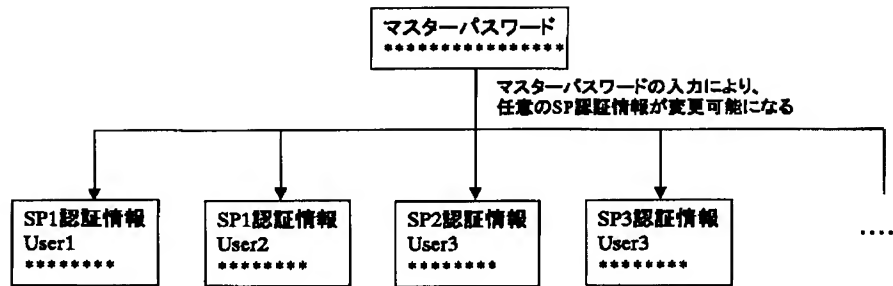 マスターパスワード
****************
マスターパスワードの入力により、
任意のSP認証情報が変更可能になる
SP1認証情報
User1
********
SP1認証情報
User2
********
SP2認証情報
User3
********
SP3認証情報
User3
********
....